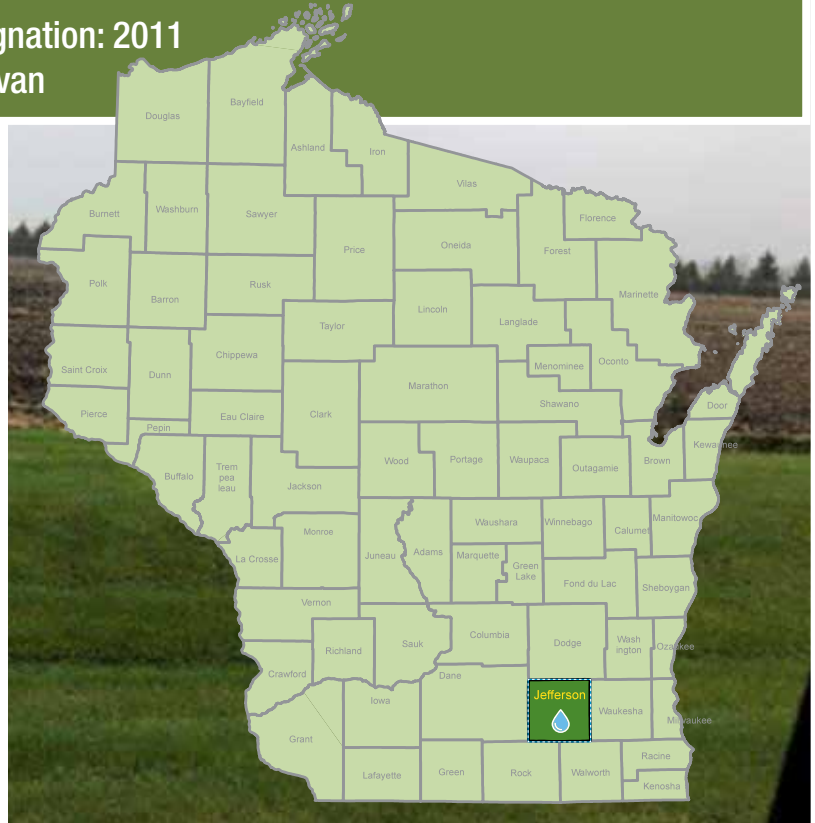 gnation: 2011
van
Douglas
Bayfield
Ashland
Iron
Vilas
Burnett
Washburn
Sawyer
Price
Oneida
Forest
Florence
Marinette
Polk
Barron
Rusk
Taylor
Lincoln
Langlade
Saint Croix
Dunn
Chippewa
Menominee
Oconto
Pierce
Pepin
Eau Claire
Clark
Marathon
Shawano
Door
Kewaunee
Buffalo
Trem
pea
leau
Jackson
Wood
Portage
Waupaca
Outagamie
Brown
La Crosse
Monroe
Juneau
Adams
Waushara
Winnebago
Calumet
Manitowoc
Marquette
Green
Lake
Fond du Lac
Sheboygan
Vernon
Richland
Sauk
Columbia
Dodge
Wash
ington
Ozaukee
Crawford
Dane
Iowa
Jefferson
Waukesha
Milwaukee
Grant
Lafayette
Green
Rock
Walworth
Racine
Kenosha